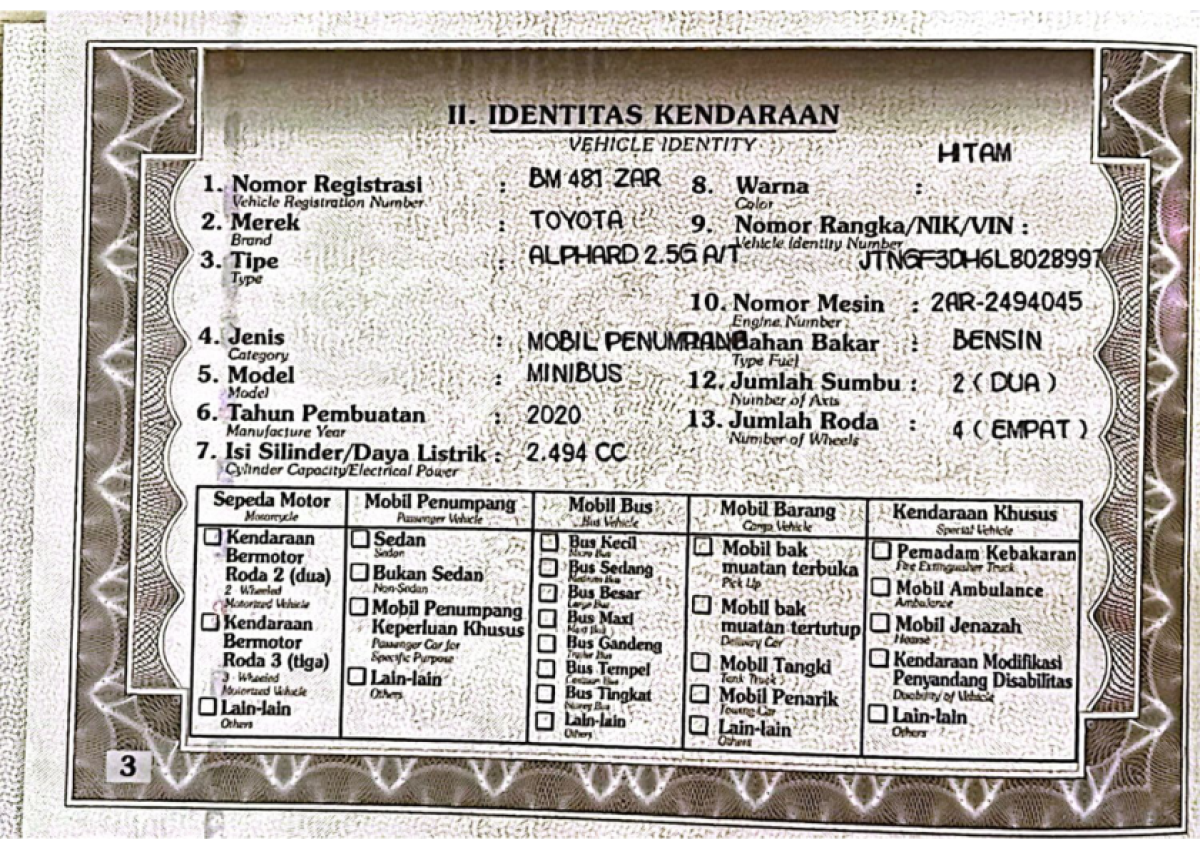 II. IDENTITAS KENDARAAN
VEHICLE IDENTITY
1. Nomor Registrasi : BM 481 ZAR
Vehicle Registration Number
2. Merek : TOYOTA
Brand
3. Tipe : ALPHARD 2.5G A/T
Type
4. Jenis : MOBIL PENUMPANG
Category
5. Model : MINIBUS
Model
6. Tahun Pembuatan : 2020
Manufacture Year
7. Isi Silinder/Daya Listrik : 2.494 CC
Cylinder Capacity/Electrical Power
HITAM
8. Warna :
Color
9. Nomor Rangka/NIK/VIN :
Vehicle Identity Number
JTNGF3DH6L8028997
10. Nomor Mesin : 2AR-2494045
Engine Number
Bahan Bakar : BENSIN
Type Fuel
12. Jumlah Sumbu : 2 ( DUA )
Number of Axis
13. Jumlah Roda : 4 ( EMPAT )
Number of Wheels
Sepeda Motor
Motorcycle
Kendaraan
Bermotor
Roda 2 (dua)
2 Wheeled
Motorized Vehicle
Kendaraan
Bermotor
Roda 3 (tiga)
3 Wheeled
Motorized Vehicle
Lain-lain
Others
Mobil Penumpang
Passenger Vehicle
Sedan
Sedan
Bukan Sedan
Non-Sedan
Mobil Penumpang
Keperluan Khusus
Passenger Car for
Specific Purpose
Lain-lain
Others
Mobil Bus
Bus Vehicle
Bus Kecil
Micro Bus
Bus Sedang
Medium Bus
Bus Besar
Large Bus
Bus Maxi
Maxi Bus
Bus Gandeng
Trailer Bus
Bus Tempel
Bus Tingkat
Lain-lain
Others
Mobil Barang
Cargo Vehicle
Mobil bak
muatan terbuka
Pick Up
Mobil bak
muatan tertutup
Delivery Car
Mobil Tangki
Tank Truck
Mobil Penarik
Towing Car
Lain-lain
Others
Kendaraan Khusus
Special Vehicle
Pemadam Kebakaran
Fire Extinguisher Truck
Mobil Ambulance
Ambulance
Mobil Jenazah
Hearse
Kendaraan Modifikasi
Penyandang Disabilitas
Disability of Vehicle
Lain-lain
Others
3